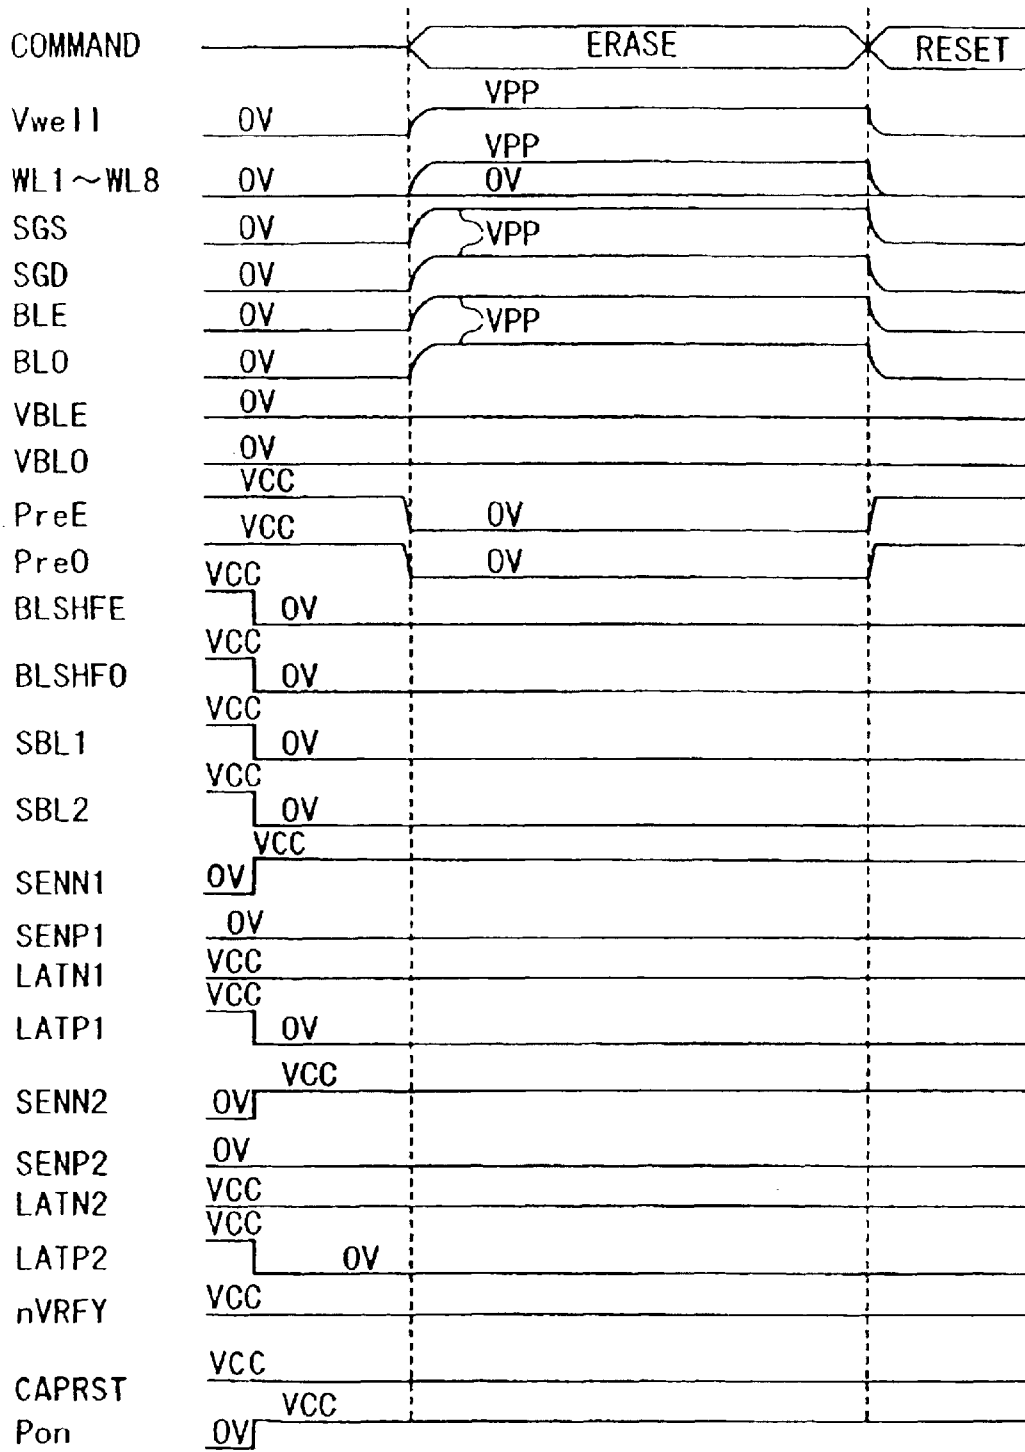 COMMAND ERASE RESET
VPP
Vwell 0V
VPP
WL1~WL8 0V 0V
SGS 0V VPP
SGD 0V
BLE 0V VPP
BLO 0V
VBLE 0V
VBLO 0V
VCC
PreE 0V
VCC
PreO 0V
VCC
BLSHFE 0V
VCC
BLSHFO 0V
VCC
SBL1 0V
VCC
SBL2 0V
VCC
SENN1 0V
SENP1 0V
LATN1 VCC
VCC
LATP1 0V
VCC
SENN2 0V
SENP2 0V
LATN2 VCC
VCC
LATP2 0V
nVRFY VCC
CAPRST VCC
VCC
Pon 0V